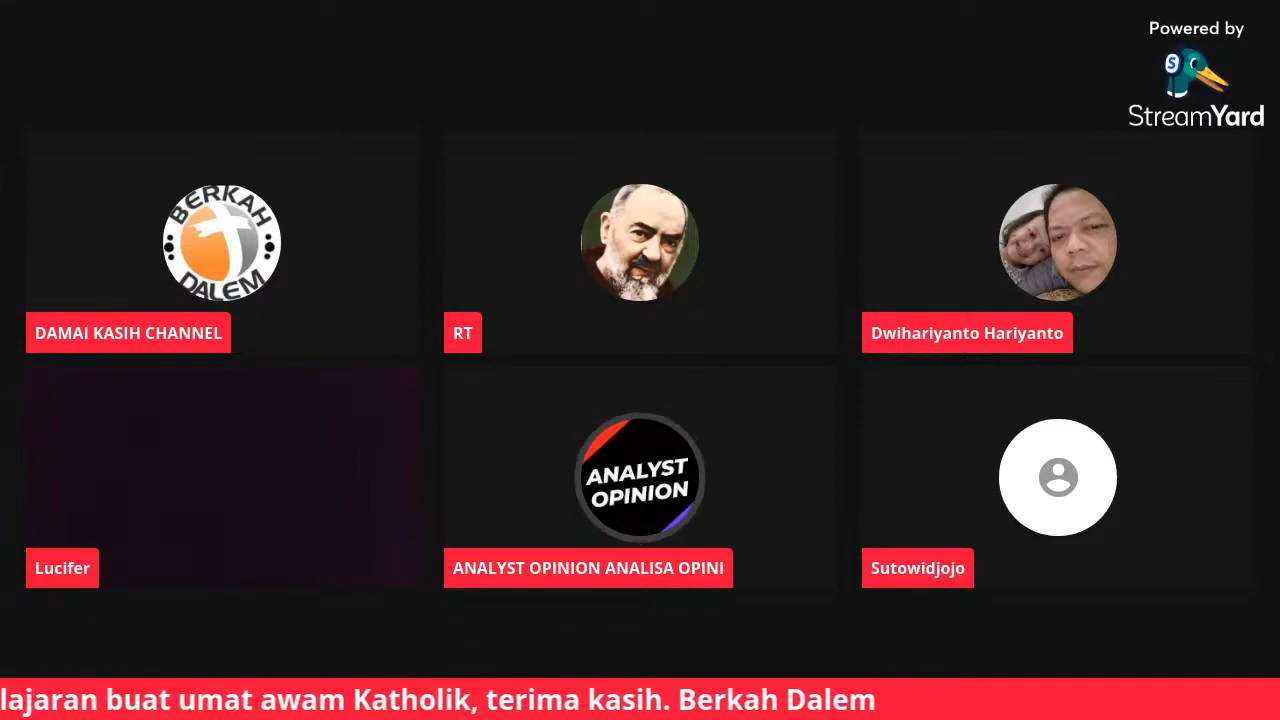 Powered by
S
StreamYard
BERKAH
DALEM
DAMAI KASIH CHANNEL
RT
Dwihariyanto Hariyanto
ANALYST
OPINION
Lucifer
ANALYST OPINION ANALISA OPINI
Sutowidjojo
lajaran buat umat awam Katholik, terima kasih. Berkah Dalem